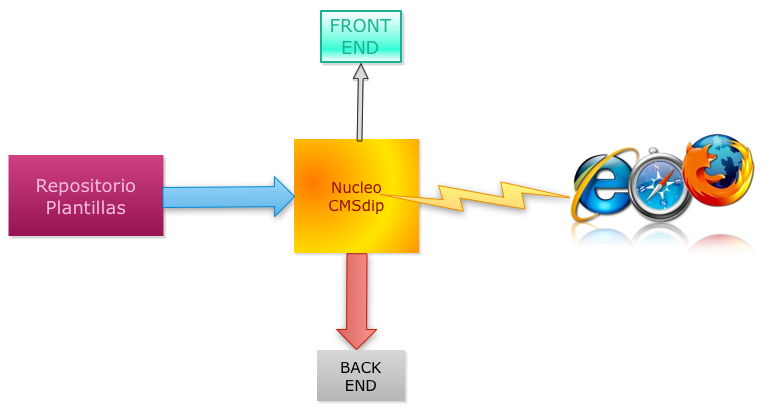 FRONT
END
Repositorio
Plantillas
Nucleo
CMSdip
BACK
END